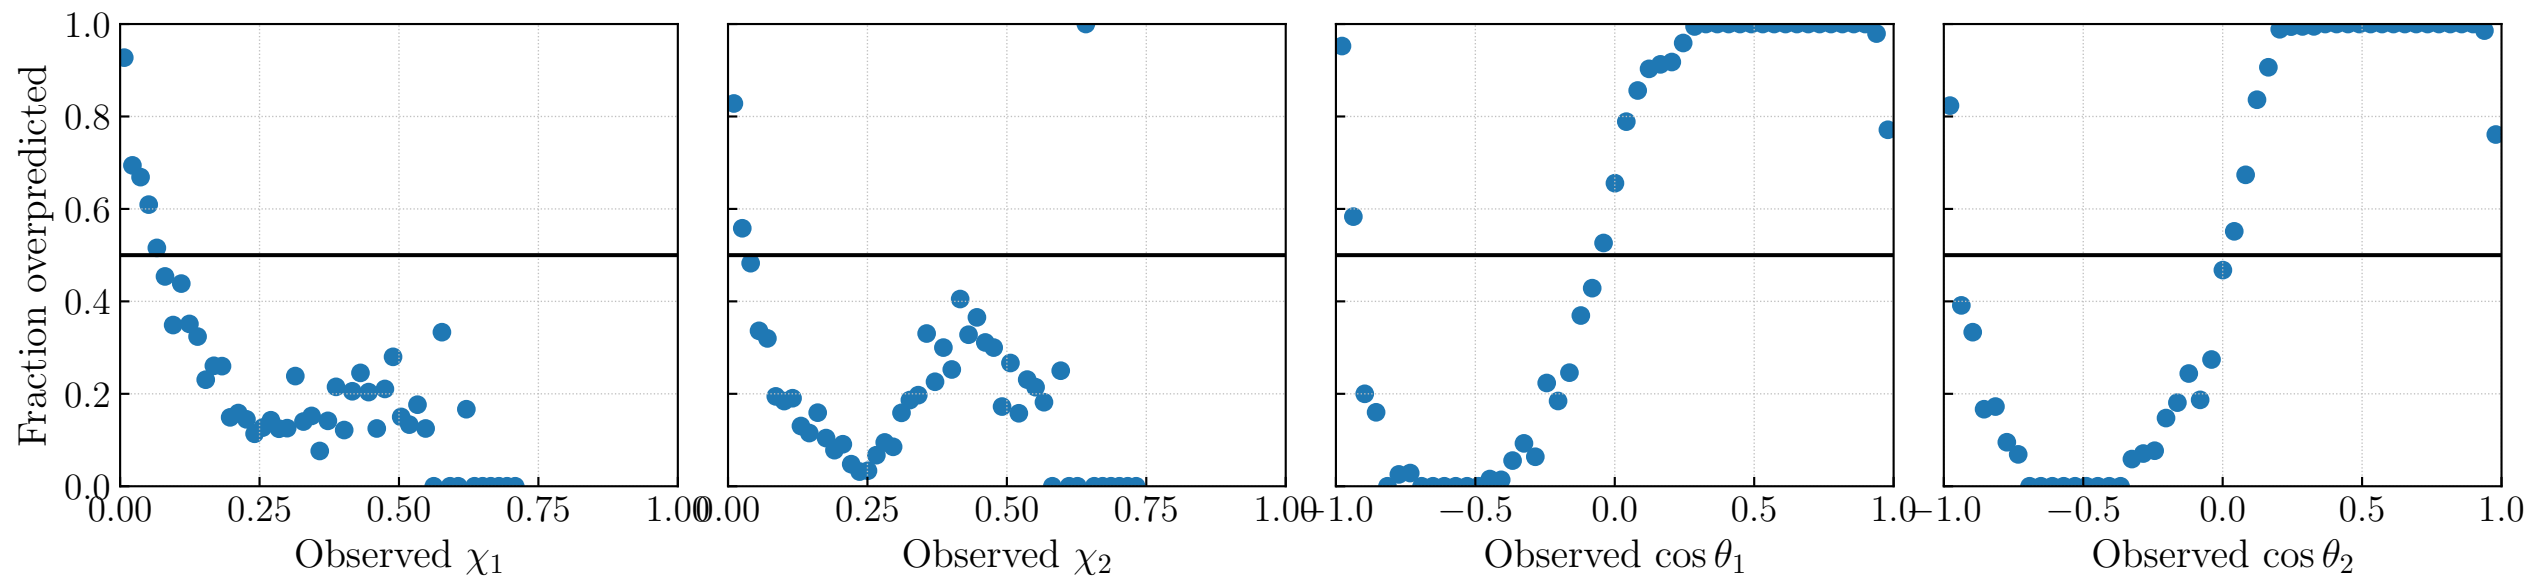 Fraction overpredicted
1.0
0.8
0.6
0.4
0.2
0.0
0.00 0.25 0.50 0.75 1.00
0.00 0.25 0.50 0.75 1.00
−1.0 −0.5 0.0 0.5 1.0
−1.0 −0.5 0.0 0.5 1.0
Observed χ₁
Observed χ₂
Observed cos θ₁
Observed cos θ₂